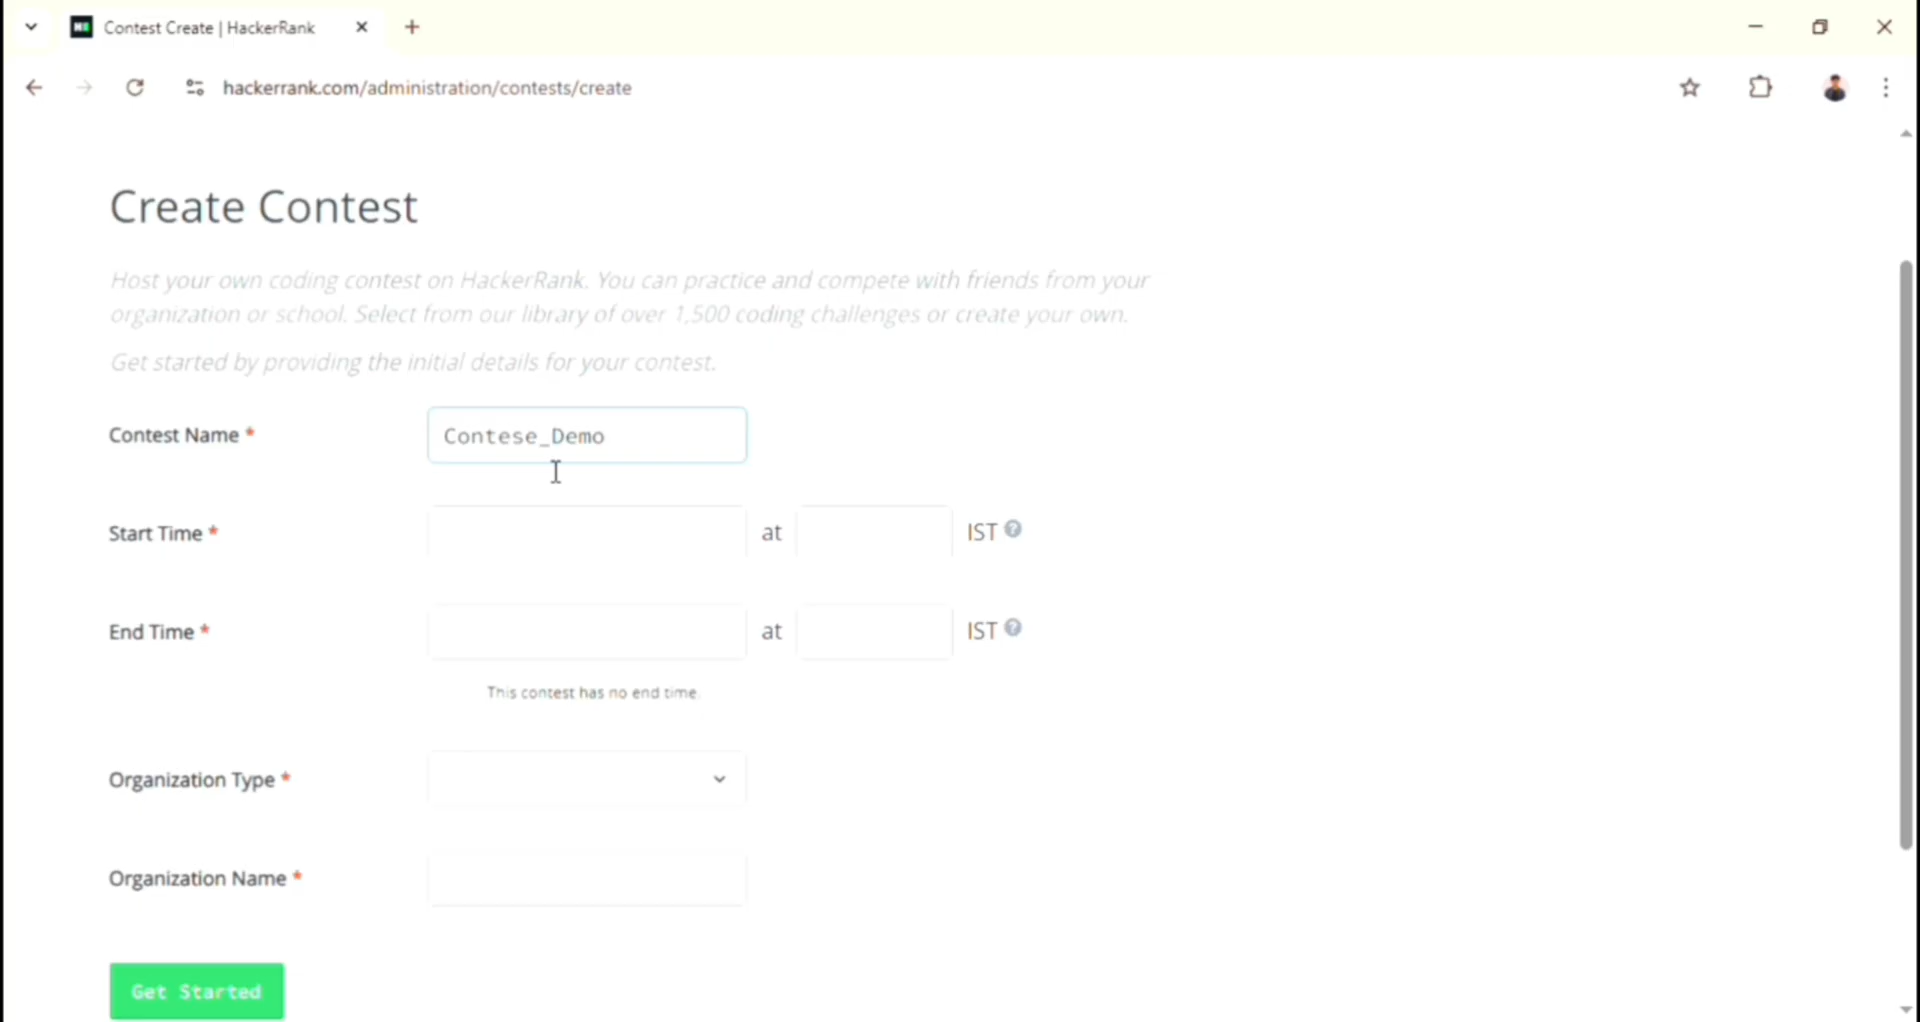 Contest Create | HackerRank
hackerrank.com/administration/contests/create
Create Contest
Host your own coding contest on HackerRank. You can practice and compete with friends from your
organization or school. Select from our library of over 1,500 coding challenges or create your own.
Get started by providing the initial details for your contest.
Contest Name * Contese_Demo
Start Time * at IST ?
End Time * at IST ?
This contest has no end time.
Organization Type *
Organization Name *
Get Started